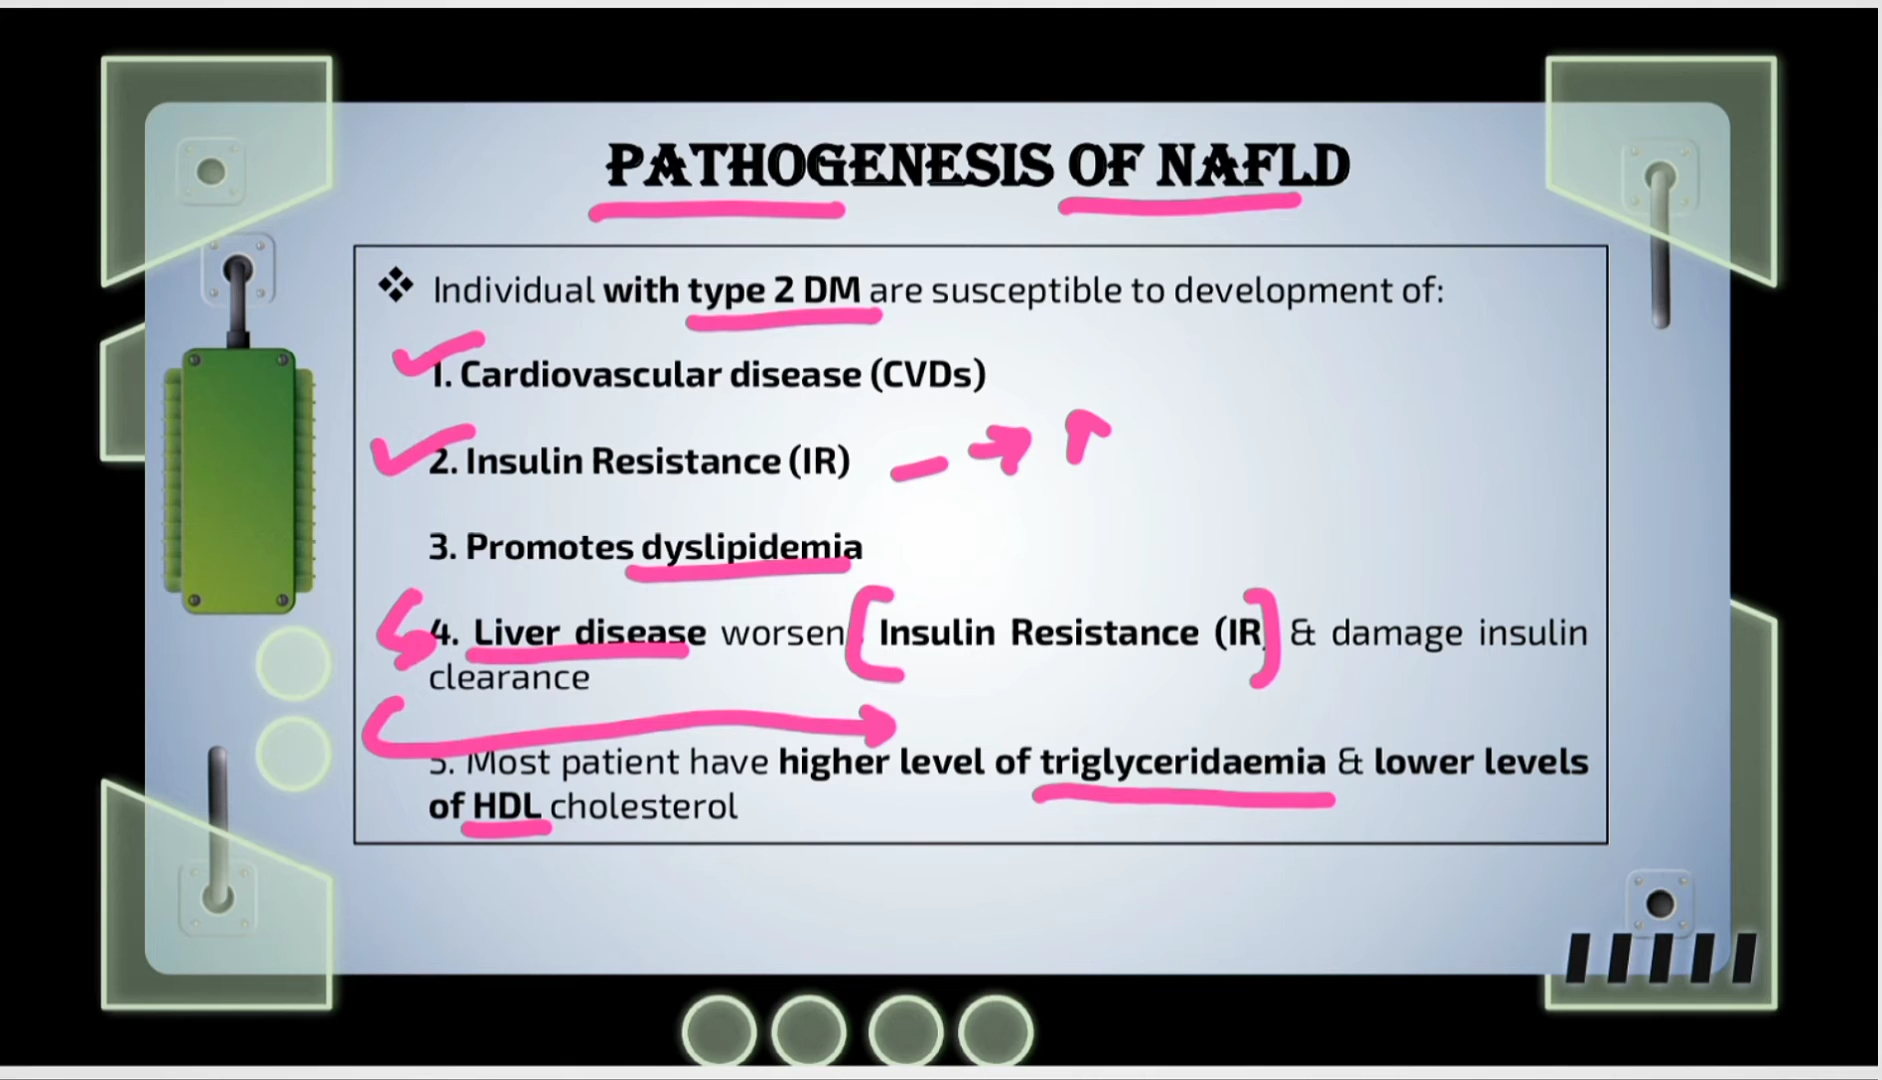 PATHOGENESIS OF NAFLD
❖ Individual with type 2 DM are susceptible to development of:
1. Cardiovascular disease (CVDs)
2. Insulin Resistance (IR)
3. Promotes dyslipidemia
4. Liver disease worsen Insulin Resistance (IR) & damage insulin
clearance
5. Most patient have higher level of triglyceridaemia & lower levels
of HDL cholesterol